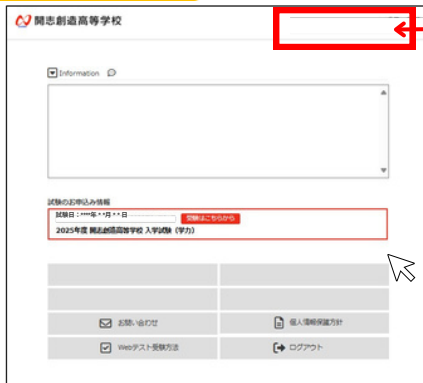 開志創造高等学校
Information
試験のお申込み情報
試験日：****年**月**日
受験はこちらから
2025年度 開志創造高等学校 入学試験（学力）
お問い合わせ
個人情報保護方針
Webテスト受験方法
ログアウト